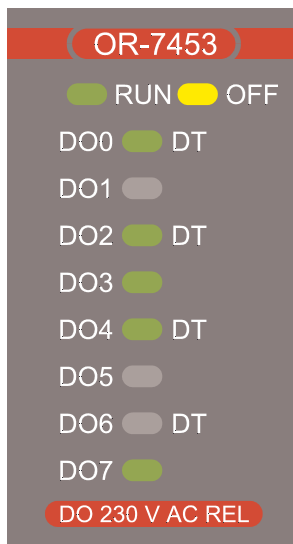 OR-7453
RUN OFF
DO0 DT
DO1
DO2 DT
DO3
DO4 DT
DO5
DO6 DT
DO7
DO 230 V AC REL